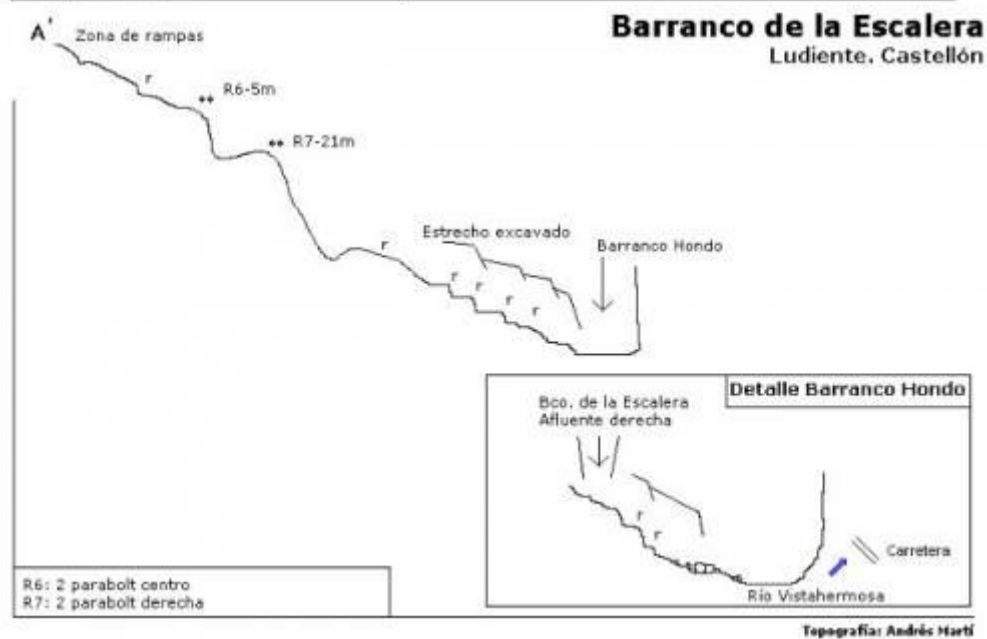 Barranco de la Escalera
Ludiente. Castellón
A'
Zona de rampas
r
R6-5m
R7-21m
r
Estrecho excavado
Barranco Hondo
r
r
r
r
Detalle Barranco Hondo
Bco. de la Escalera
Afluente derecha
r
r
Carretera
Río Vistahermosa
R6: 2 parabolt centro
R7: 2 parabolt derecha
Topografía: Andrés Martí